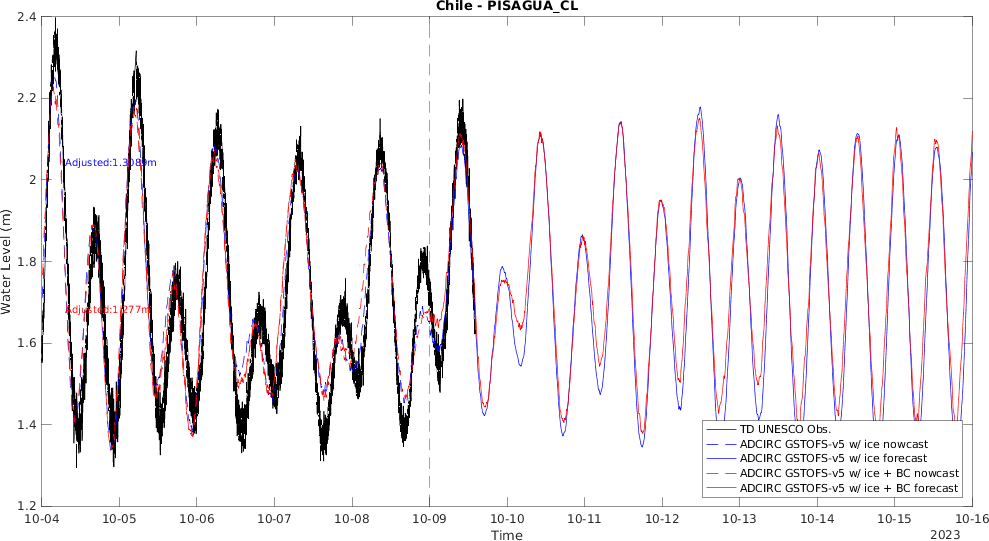 Chile - PISAGUA_CL
2.4
2.2
2
1.8
1.6
1.4
1.2
Water Level (m)
Adjusted:1.3089m
Adjusted:1.277m
TD UNESCO Obs.
ADCIRC GSTOFS-v5 w/ ice nowcast
ADCIRC GSTOFS-v5 w/ ice forecast
ADCIRC GSTOFS-v5 w/ ice + BC nowcast
ADCIRC GSTOFS-v5 w/ ice + BC forecast
10-04 10-05 10-06 10-07 10-08 10-09 10-10 10-11 10-12 10-13 10-14 10-15 10-16
Time
2023